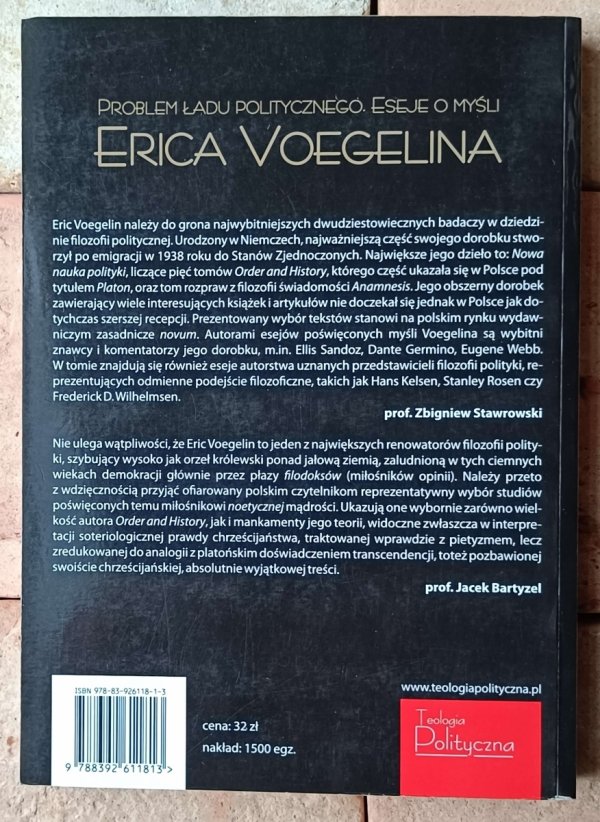 PROBLEM ŁADU POLITYCZNEGO. ESEJE O MYŚLI
ERICA VOEGELINA
Eric Voegelin należy do grona najwybitniejszych dwudziestowiecznych badaczy w dziedzi-
nie filozofii politycznej. Urodzony w Niemczech, najważniejszą część swojego dorobku stwo-
rzył po emigracji w 1938 roku do Stanów Zjednoczonych. Największe jego dzieło to: Nowa
nauka polityki, liczące pięć tomów Order and History, którego część ukazała się w Polsce pod
tytułem Platon, oraz tom rozpraw z filozofii świadomości Anamnesis. Jego obszerny dorobek
zawierający wiele interesujących książek i artykułów nie doczekał się jednak w Polsce jak do-
tychczas szerszej recepcji. Prezentowany wybór tekstów stanowi na polskim rynku wydaw-
niczym zasadnicze novum. Autorami esejów poświęconych myśli Voegelina są wybitni
znawcy i komentatorzy jego dorobku, m.in. Ellis Sandoz, Dante Germino, Eugene Webb.
W tomie znajdują się również eseje autorstwa uznanych przedstawicieli filozofii polityki, re-
prezentujących odmienne podejście filozoficzne, takich jak Hans Kelsen, Stanley Rosen czy
Frederick D. Wilhelmsen.
prof. Zbigniew Stawrowski
Nie ulega wątpliwości, że Eric Voegelin to jeden z największych renowatorów filozofii polity-
ki, szybujący wysoko jak orzeł królewski ponad jałową ziemią, zaludnioną w tych ciemnych
wiekach demokracji głównie przez płazy filodoksów (miłośników opinii). Należy przeto
z wdzięcznością przyjąć ofiarowany polskim czytelnikom reprezentatywny wybór studiów
poświęconych temu miłośnikowi noetycznej mądrości. Ukazują one wybornie zarówno wiel-
kość autora Order and History, jak i mankamenty jego teorii, widoczne zwłaszcza w interpre-
tacji soteriologicznej prawdy chrześcijaństwa, traktowanej wprawdzie z pietyzmem, lecz
zredukowanej do analogii z platońskim doświadczeniem transcendencji, toteż pozbawionej
swoiście chrześcijańskiej, absolutnie wyjątkowej treści.
prof. Jacek Bartyzel
ISBN 978-83-926118-1-3
9 788392 611813 >
cena: 32 zł
nakład: 1500 egz.
www.teologiapolityczna.pl
Teologia
Polityczna